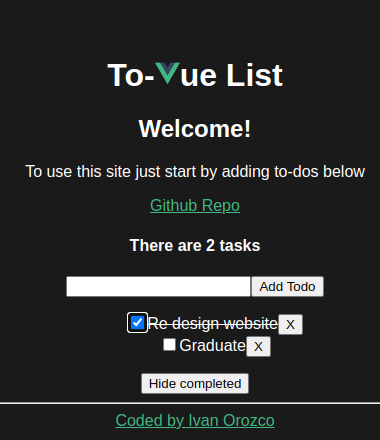 To-Vue List
Welcome!
To use this site just start by adding to-dos below
Github Repo
There are 2 tasks
Add Todo
Re design website X
Graduate X
Hide completed
Coded by Ivan Orozco